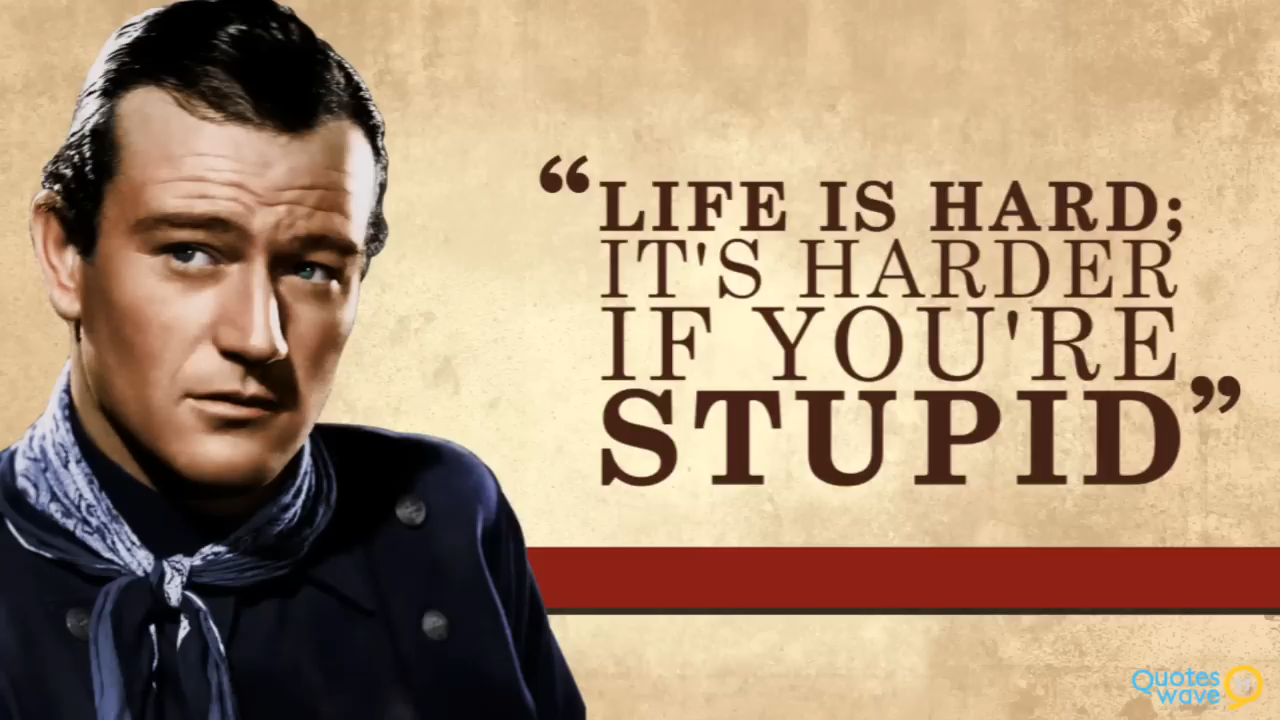 “LIFE IS HARD;
IT'S HARDER
IF YOU'RE
STUPID”
Quotes
wave